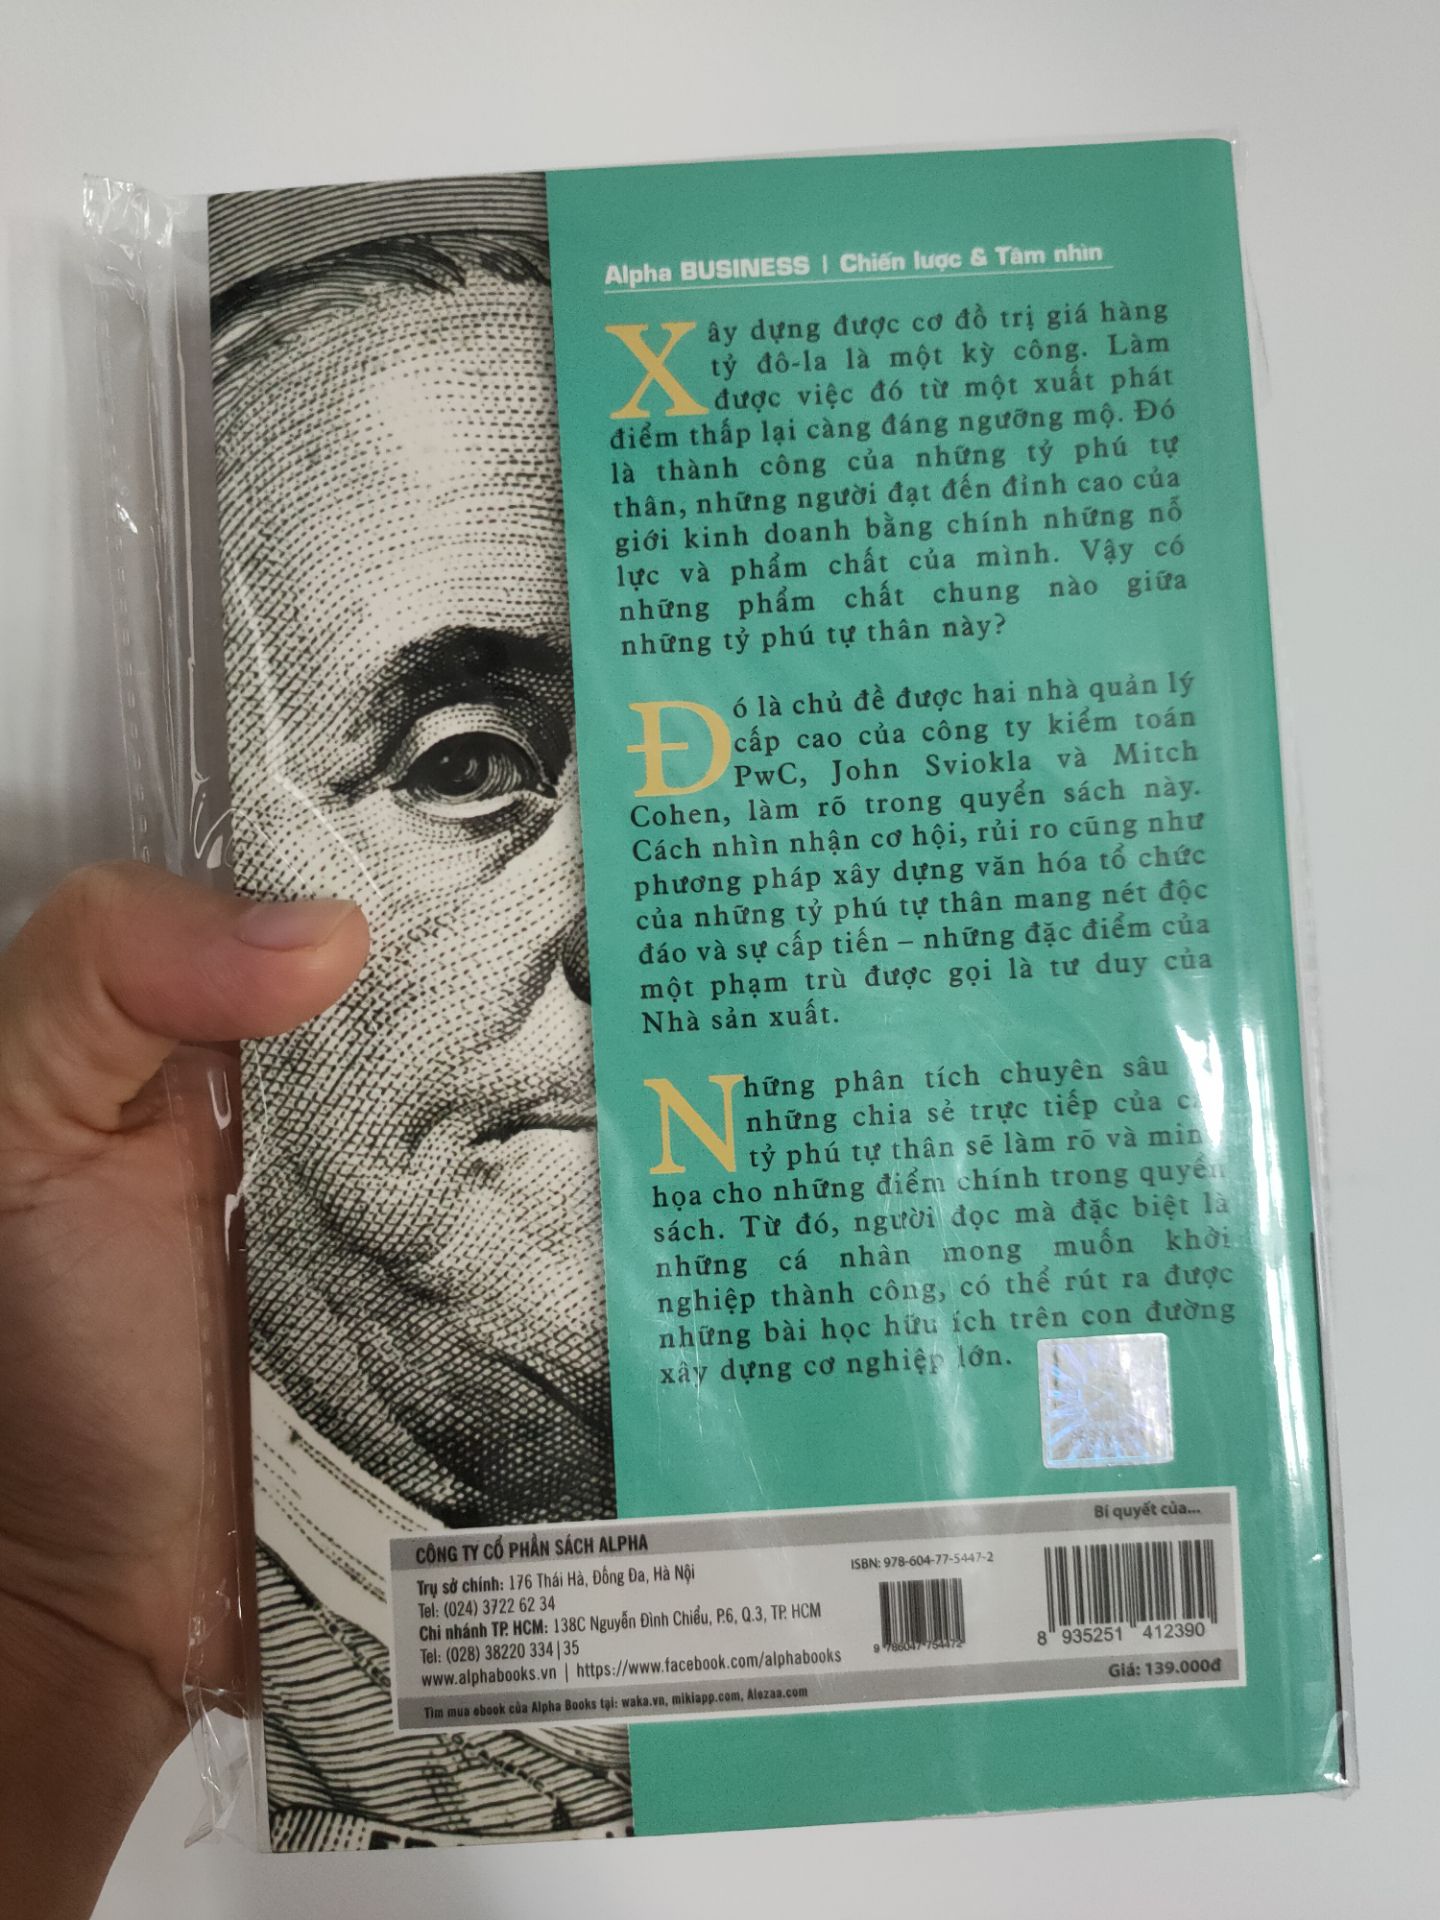 Alpha BUSINESS | Chiến lược & Tầm nhìn
Xây dựng được cơ đồ trị giá hàng
tỷ đô-la là một kỳ công. Làm
được việc đó từ một xuất phát
điểm thấp lại càng đáng ngưỡng mộ. Đó
là thành công của những tỷ phú tự
thân, những người đạt đến đỉnh cao của
giới kinh doanh bằng chính những nỗ
lực và phẩm chất của mình. Vậy có
những phẩm chất chung nào giữa
những tỷ phú tự thân này?
Đó là chủ đề được hai nhà quản lý
cấp cao của công ty kiểm toán
PwC, John Sviokla và Mitch
Cohen, làm rõ trong quyển sách này.
Cách nhìn nhận cơ hội, rủi ro cũng như
phương pháp xây dựng văn hóa tổ chức
của những tỷ phú tự thân mang nét độc
đáo và sự cấp tiến – những đặc điểm của
một phạm trù được gọi là tư duy của
Nhà sản xuất.
Những phân tích chuyên sâu
những chia sẻ trực tiếp của
tỷ phú tự thân sẽ làm rõ và minh
họa cho những điểm chính trong quyển
sách. Từ đó, người đọc mà đặc biệt là
những cá nhân mong muốn khởi
nghiệp thành công, có thể rút ra được
những bài học hữu ích trên con đường
xây dựng cơ nghiệp lớn.
Bí quyết của...
CÔNG TY CỔ PHẦN SÁCH ALPHA
Trụ sở chính: 176 Thái Hà, Đống Đa, Hà Nội
Tel: (024) 3722 62 34
Chi nhánh TP. HCM: 138C Nguyễn Đình Chiểu, P.6, Q.3, TP. HCM
Tel: (028) 38220 334|35
www.alphabooks.vn | https://www.facebook.com/alphabooks
Tìm mua ebook của Alpha Books tại: waka.vn, mikiapp.com, Alezaa.com
ISBN: 978-604-77-5447-2
9 786047 754472
8 935251 412390
Giá: 139.000đ